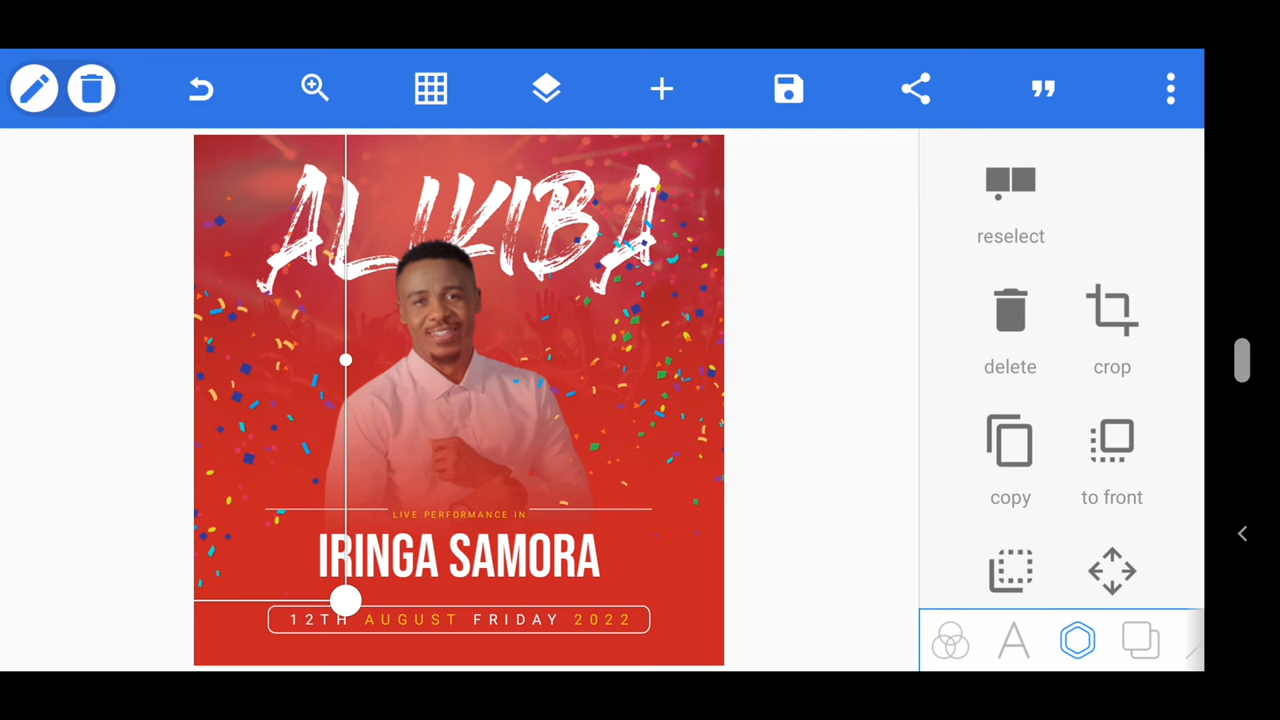 ALIKIBA
LIVE PERFORMANCE IN
IRINGA SAMORA
12TH AUGUST FRIDAY 2022
reselect
delete crop
copy to front